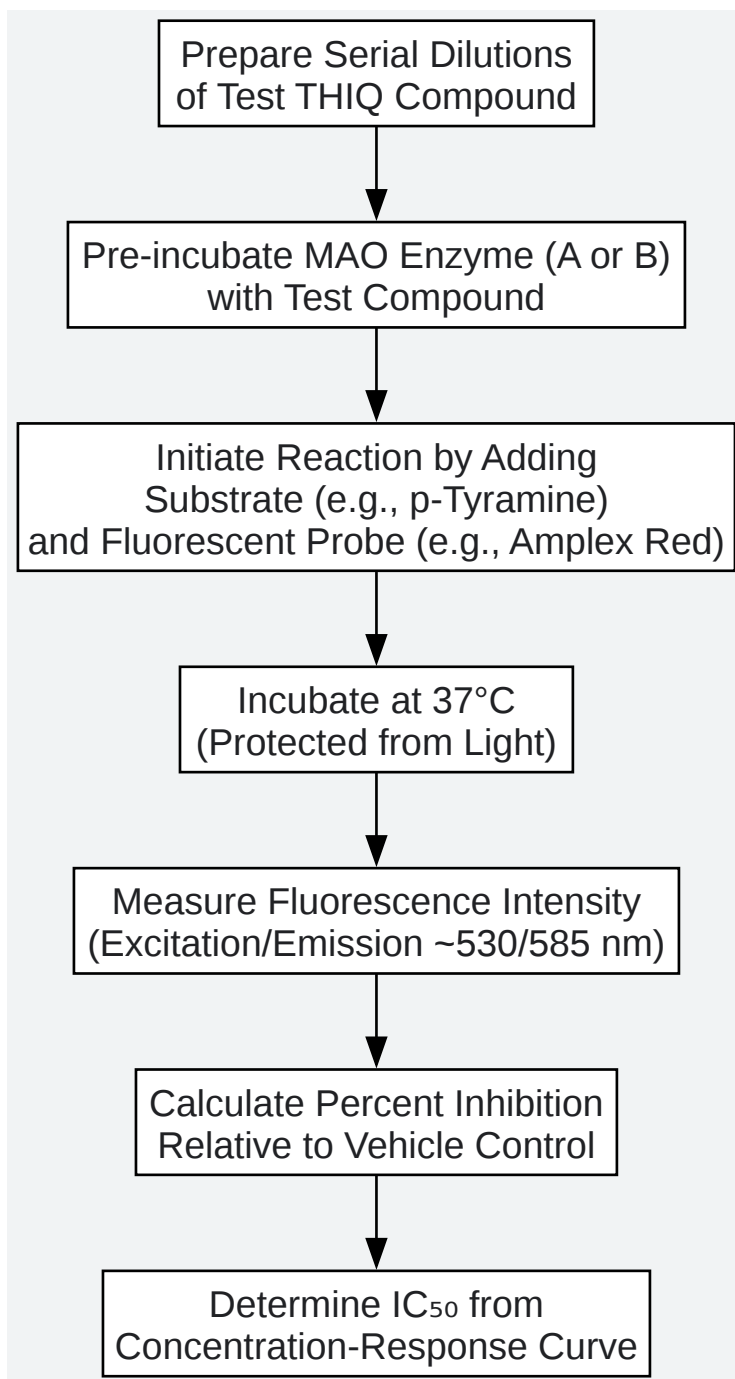 Prepare Serial Dilutions
of Test THIQ Compound
Pre-incubate MAO Enzyme (A or B)
with Test Compound
Initiate Reaction by Adding
Substrate (e.g., p-Tyramine)
and Fluorescent Probe (e.g., Amplex Red)
Incubate at 37°C
(Protected from Light)
Measure Fluorescence Intensity
(Excitation/Emission ~530/585 nm)
Calculate Percent Inhibition
Relative to Vehicle Control
Determine IC₅₀ from
Concentration-Response Curve